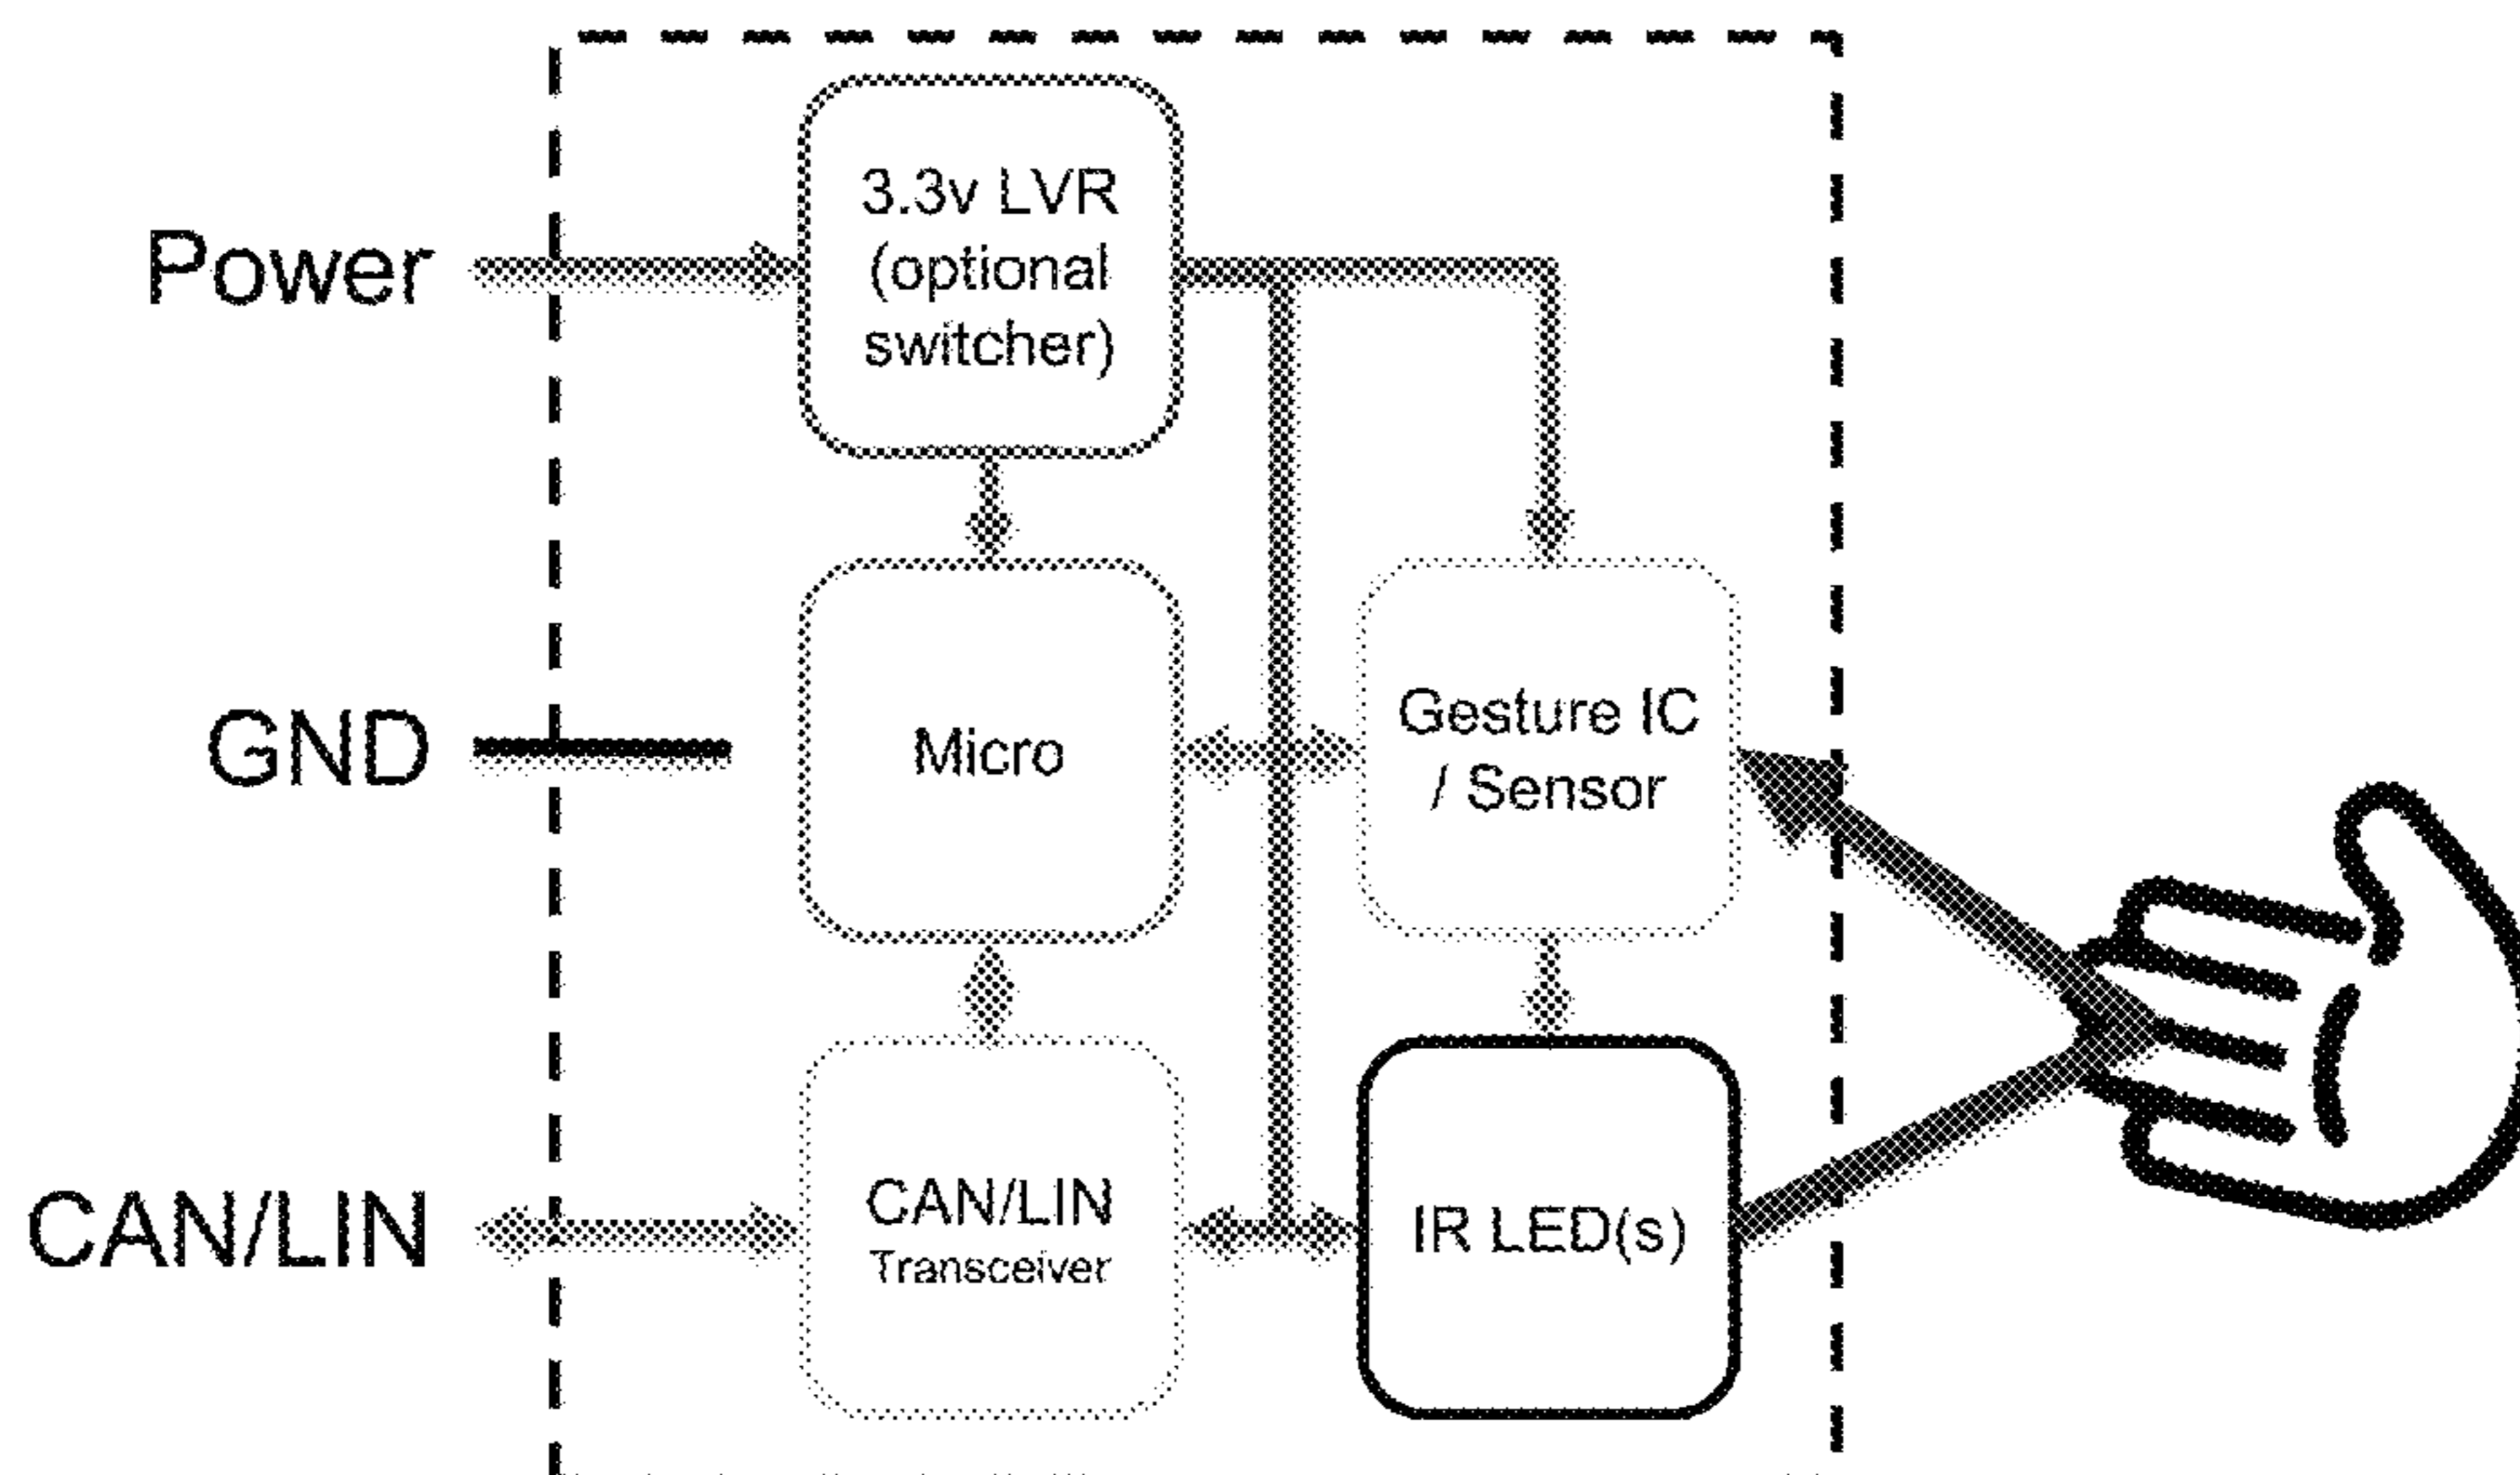 Power
3.3v LVR
(optional
switcher)
GND
Micro
Gesture IC
/ Sensor
CAN/LIN
CAN/LIN
Transceiver
IR LED(s)